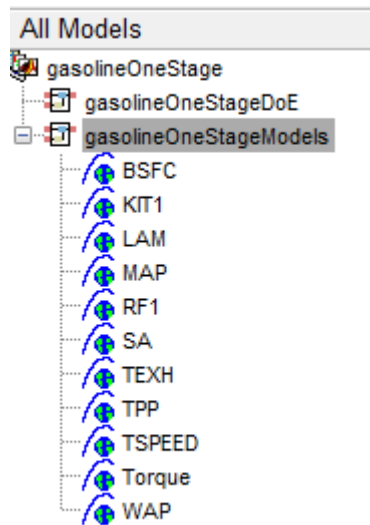 All Models
gasolineOneStage
gasolineOneStageDoE
gasolineOneStageModels
BSFC
KIT1
LAM
MAP
RF1
SA
TEXH
TPP
TSPEED
Torque
WAP